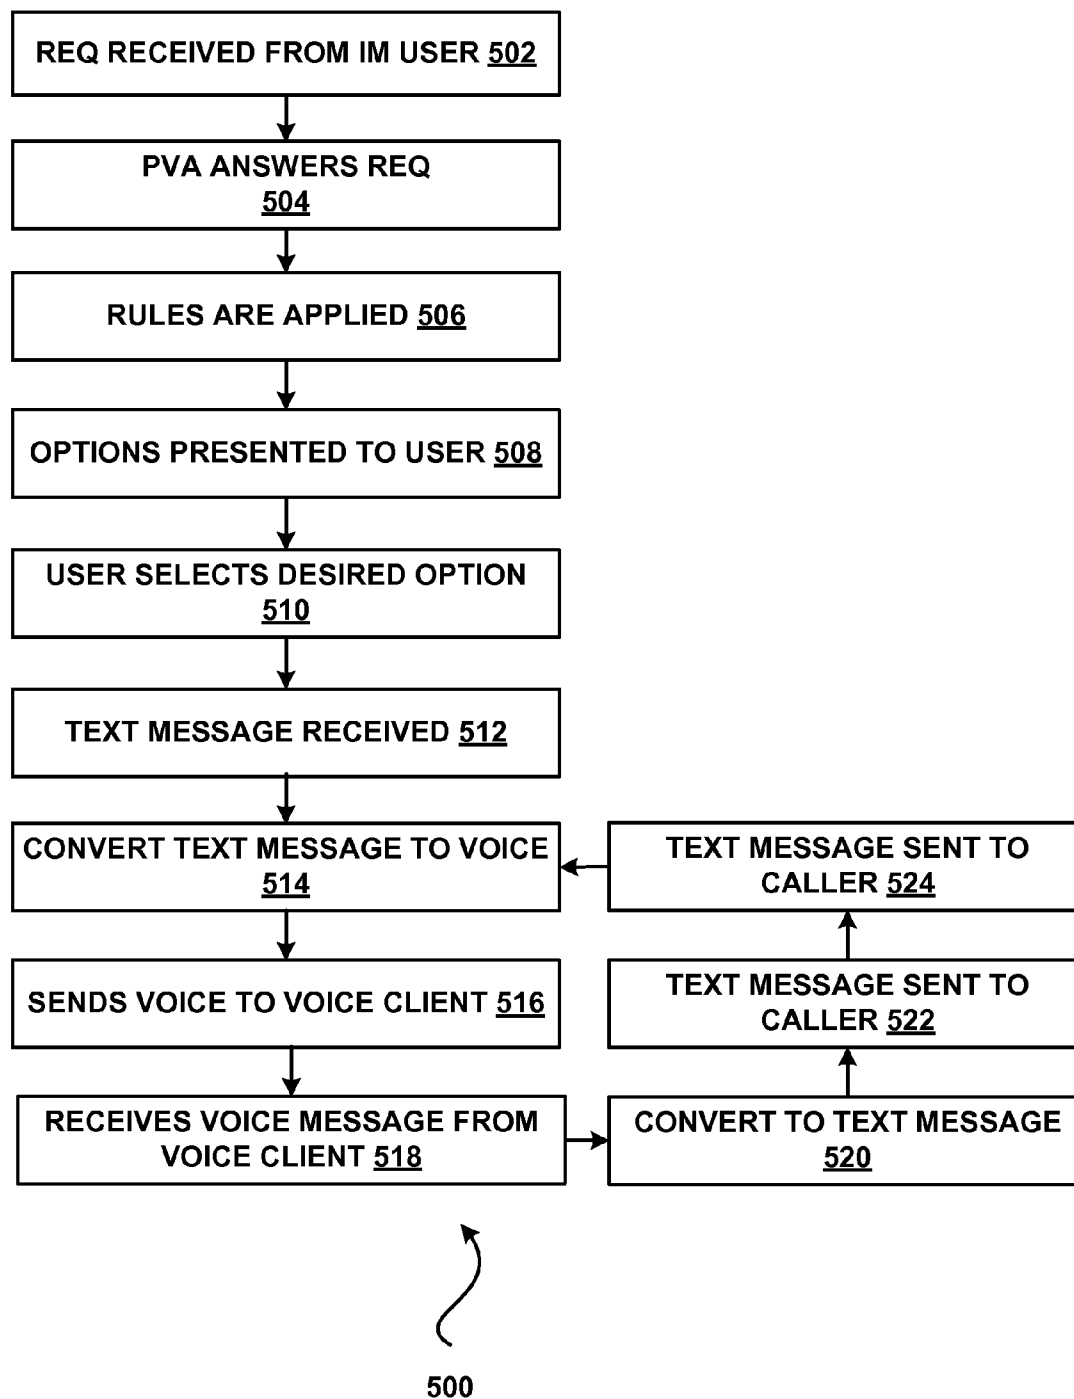 REQ RECEIVED FROM IM USER 502
PVA ANSWERS REQ
504
RULES ARE APPLIED 506
OPTIONS PRESENTED TO USER 508
USER SELECTS DESIRED OPTION
510
TEXT MESSAGE RECEIVED 512
CONVERT TEXT MESSAGE TO VOICE
514
SENDS VOICE TO VOICE CLIENT 516
RECEIVES VOICE MESSAGE FROM
VOICE CLIENT 518
CONVERT TO TEXT MESSAGE
520
TEXT MESSAGE SENT TO
CALLER 522
TEXT MESSAGE SENT TO
CALLER 524
500